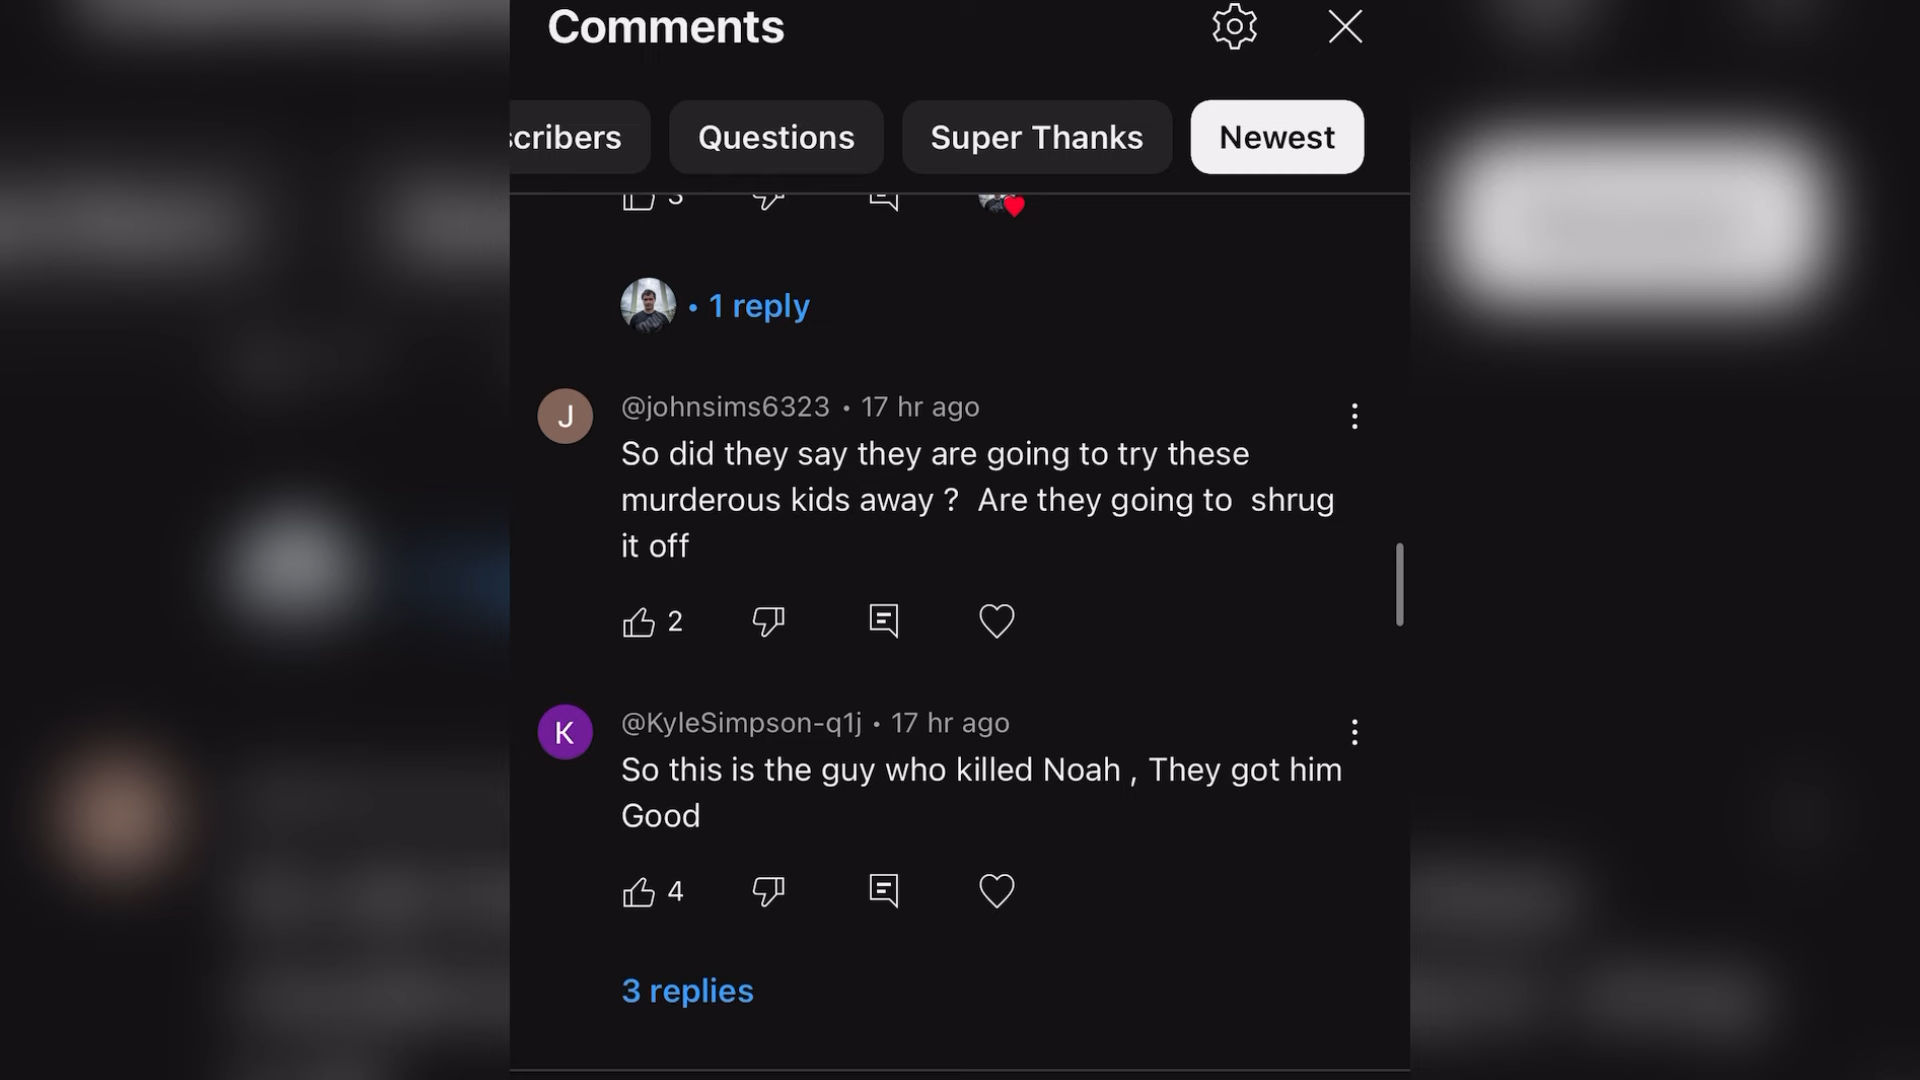 Comments
scribers
Questions
Super Thanks
Newest
3
• 1 reply
J
@johnsims6323 • 17 hr ago
So did they say they are going to try these
murderous kids away ?  Are they going to  shrug
it off
2
K
@KyleSimpson-q1j • 17 hr ago
So this is the guy who killed Noah , They got him
Good
4
3 replies